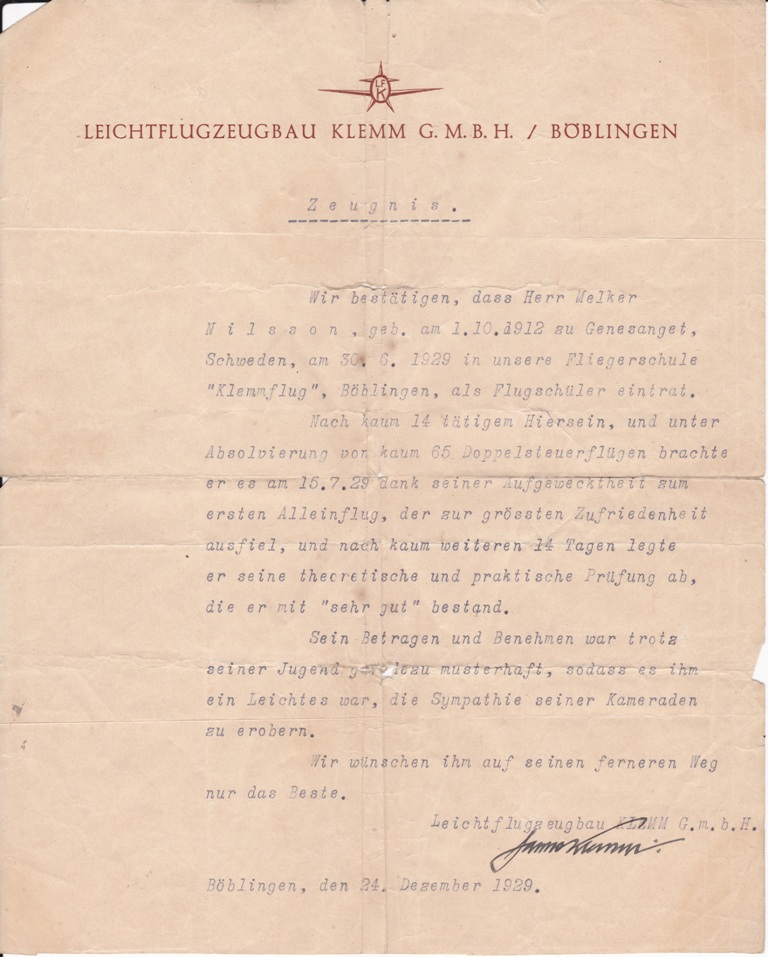 LFK
LEICHTFLUGZEUGBAU KLEMM G.M.B.H. / BÖBLINGEN
Zeugnis.
Wir bestätigen, dass Herr Melker
Nilsson, geb. am 1.10.1912 zu Genesanget,
Schweden, am 30. 6. 1929 in unsere Fliegerschule
"Klemmflug", Böblingen, als Flugschüler eintrat.
Nach kaum 14 tätigem Hiersein, und unter
Absolvierung von kaum 65 Doppelsteuerflügen brachte
er es am 15.7.29 dank seiner Aufgewecktheit zum
ersten Alleinflug, der zur grössten Zufriedenheit
ausfiel, und nach kaum weiteren 14 Tagen legte
er seine theoretische und praktische Prüfung ab,
die er mit "sehr gut" bestand.
Sein Betragen und Benehmen war trotz
seiner Jugend geradezu musterhaft, sodass es ihm
ein Leichtes war, die Sympathie seiner Kameraden
zu erobern.
Wir wünschen ihm auf seinen ferneren Weg
nur das Beste.
Leichtflugzeugbau KLEMM G.m.b.H.
Böblingen, den 24. Dezember 1929.